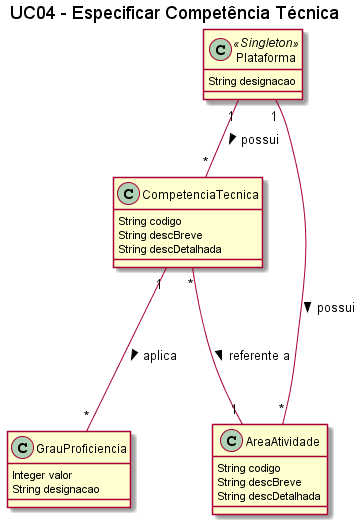 UC04 - Especificar Competência Técnica
C
«Singleton»
Plataforma
String designacao
1
1
possui
*
C CompetenciaTecnica
String codigo
String descBreve
String descDetalhada
1
*
possui
aplica
referente a
*
1
*
C GrauProficiencia
Integer valor
String designacao
C AreaAtividade
String codigo
String descBreve
String descDetalhada